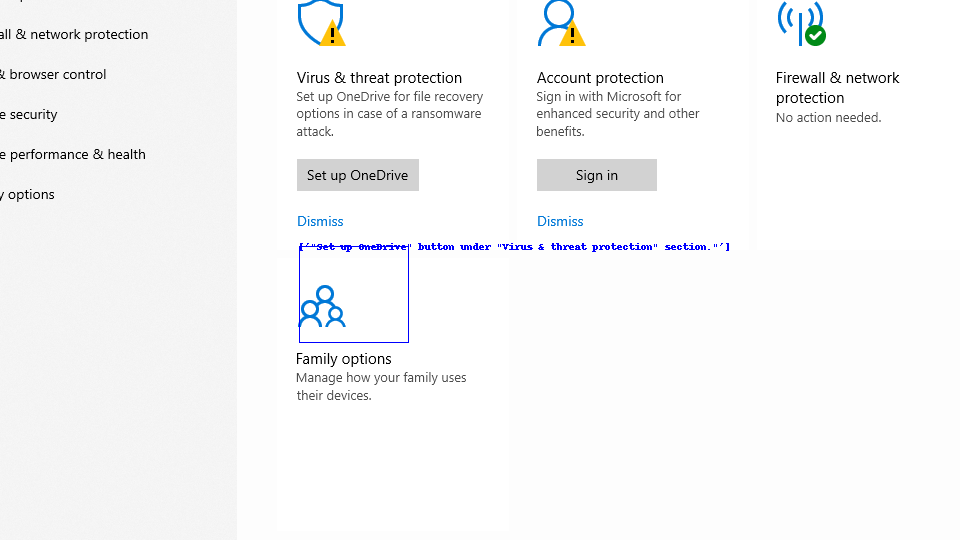 all & network protection
& browser control
e security
e performance & health
y options
Virus & threat protection
Set up OneDrive for file recovery
options in case of a ransomware
attack.
Set up OneDrive
Dismiss
Account protection
Sign in with Microsoft for
enhanced security and other
benefits.
Sign in
Dismiss
Firewall & network
protection
No action needed.
['"Set up OneDrive" button under "Virus & threat protection" section."']
Family options
Manage how your family uses
their devices.